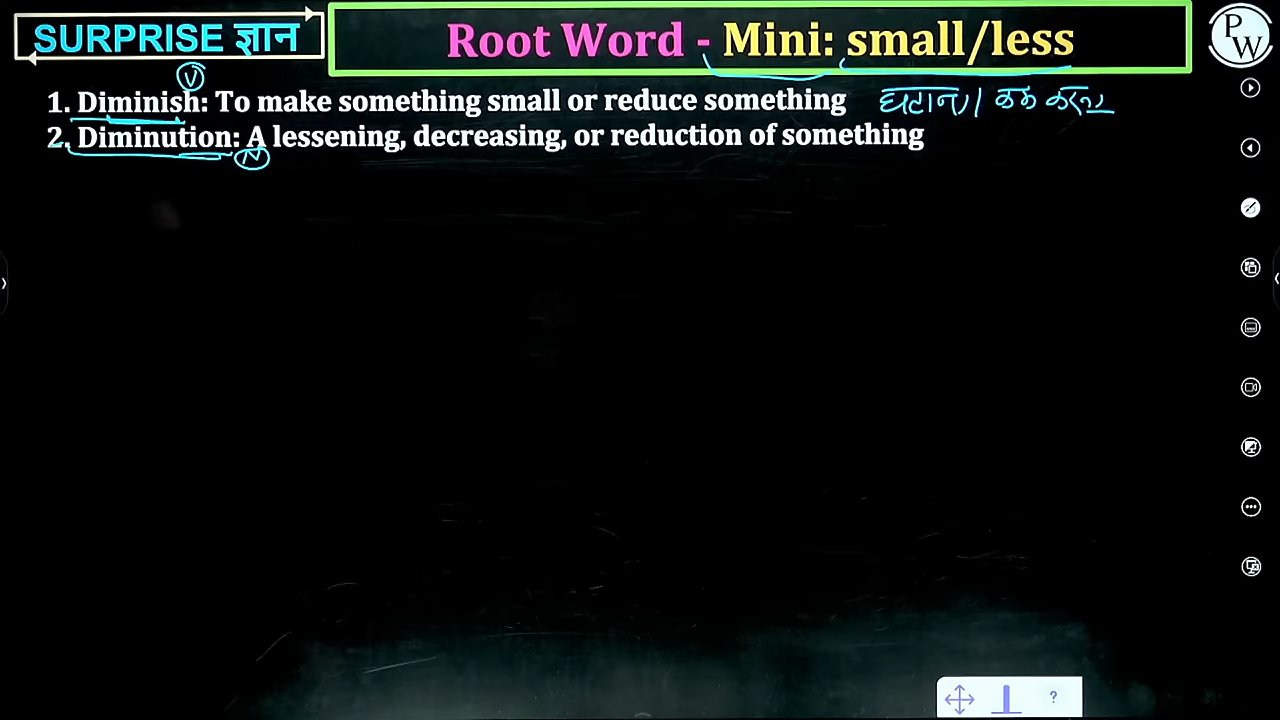 SURPRISE ज्ञान
Root Word - Mini: small/less
PW
V
1. Diminish: To make something small or reduce something घटाना / कम करना
2. Diminution: A lessening, decreasing, or reduction of something
N
?